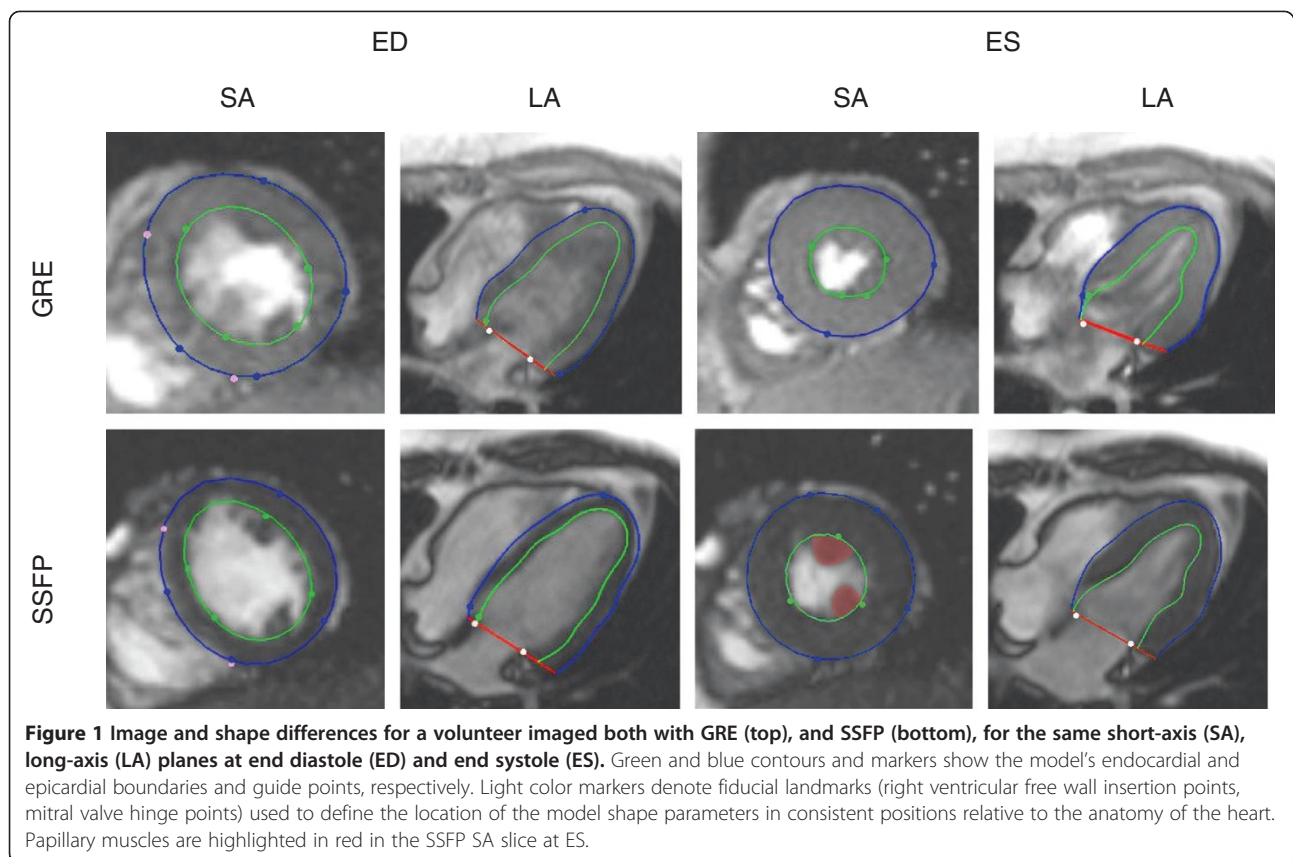 ED ES
SA LA SA LA
GRE
SSFP
Figure 1 Image and shape differences for a volunteer imaged both with GRE (top), and SSFP (bottom), for the same short-axis (SA),
long-axis (LA) planes at end diastole (ED) and end systole (ES). Green and blue contours and markers show the model's endocardial and
epicardial boundaries and guide points, respectively. Light color markers denote fiducial landmarks (right ventricular free wall insertion points,
mitral valve hinge points) used to define the location of the model shape parameters in consistent positions relative to the anatomy of the heart.
Papillary muscles are highlighted in red in the SSFP SA slice at ES.